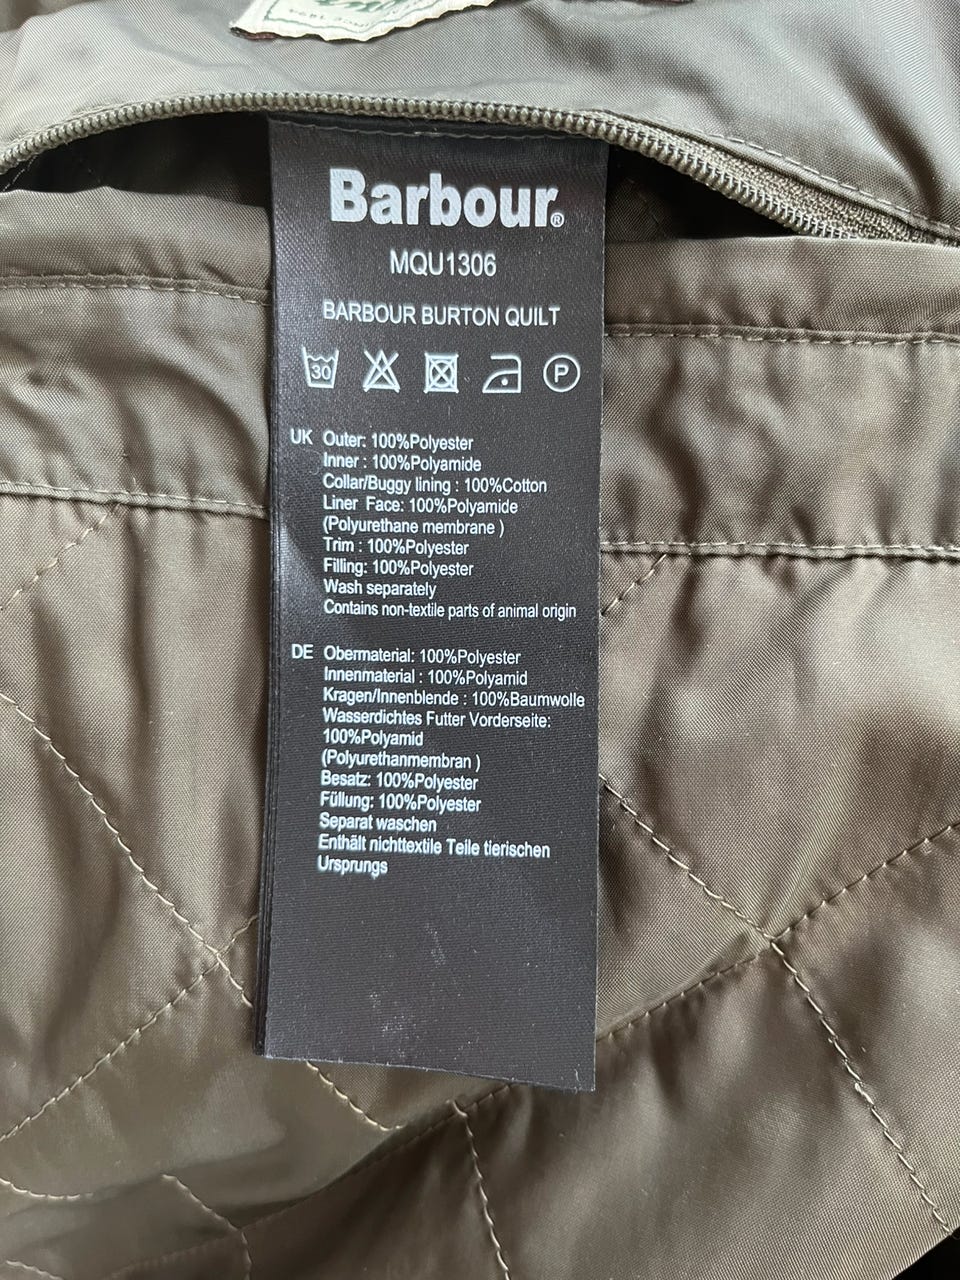 Barbour®
MQU1306
BARBOUR BURTON QUILT
30 P
UK Outer: 100%Polyester
Inner : 100%Polyamide
Collar/Buggy lining : 100%Cotton
Liner Face: 100%Polyamide
(Polyurethane membrane )
Trim : 100%Polyester
Filling: 100%Polyester
Wash separately
Contains non-textile parts of animal origin
DE Obermaterial: 100%Polyester
Innenmaterial : 100%Polyamid
Kragen/Innenblende : 100%Baumwolle
Wasserdichtes Futter Vorderseite:
100%Polyamid
(Polyurethanmembran )
Besatz: 100%Polyester
Füllung: 100%Polyester
Separat waschen
Enthält nichttextile Teile tierischen
Ursprungs